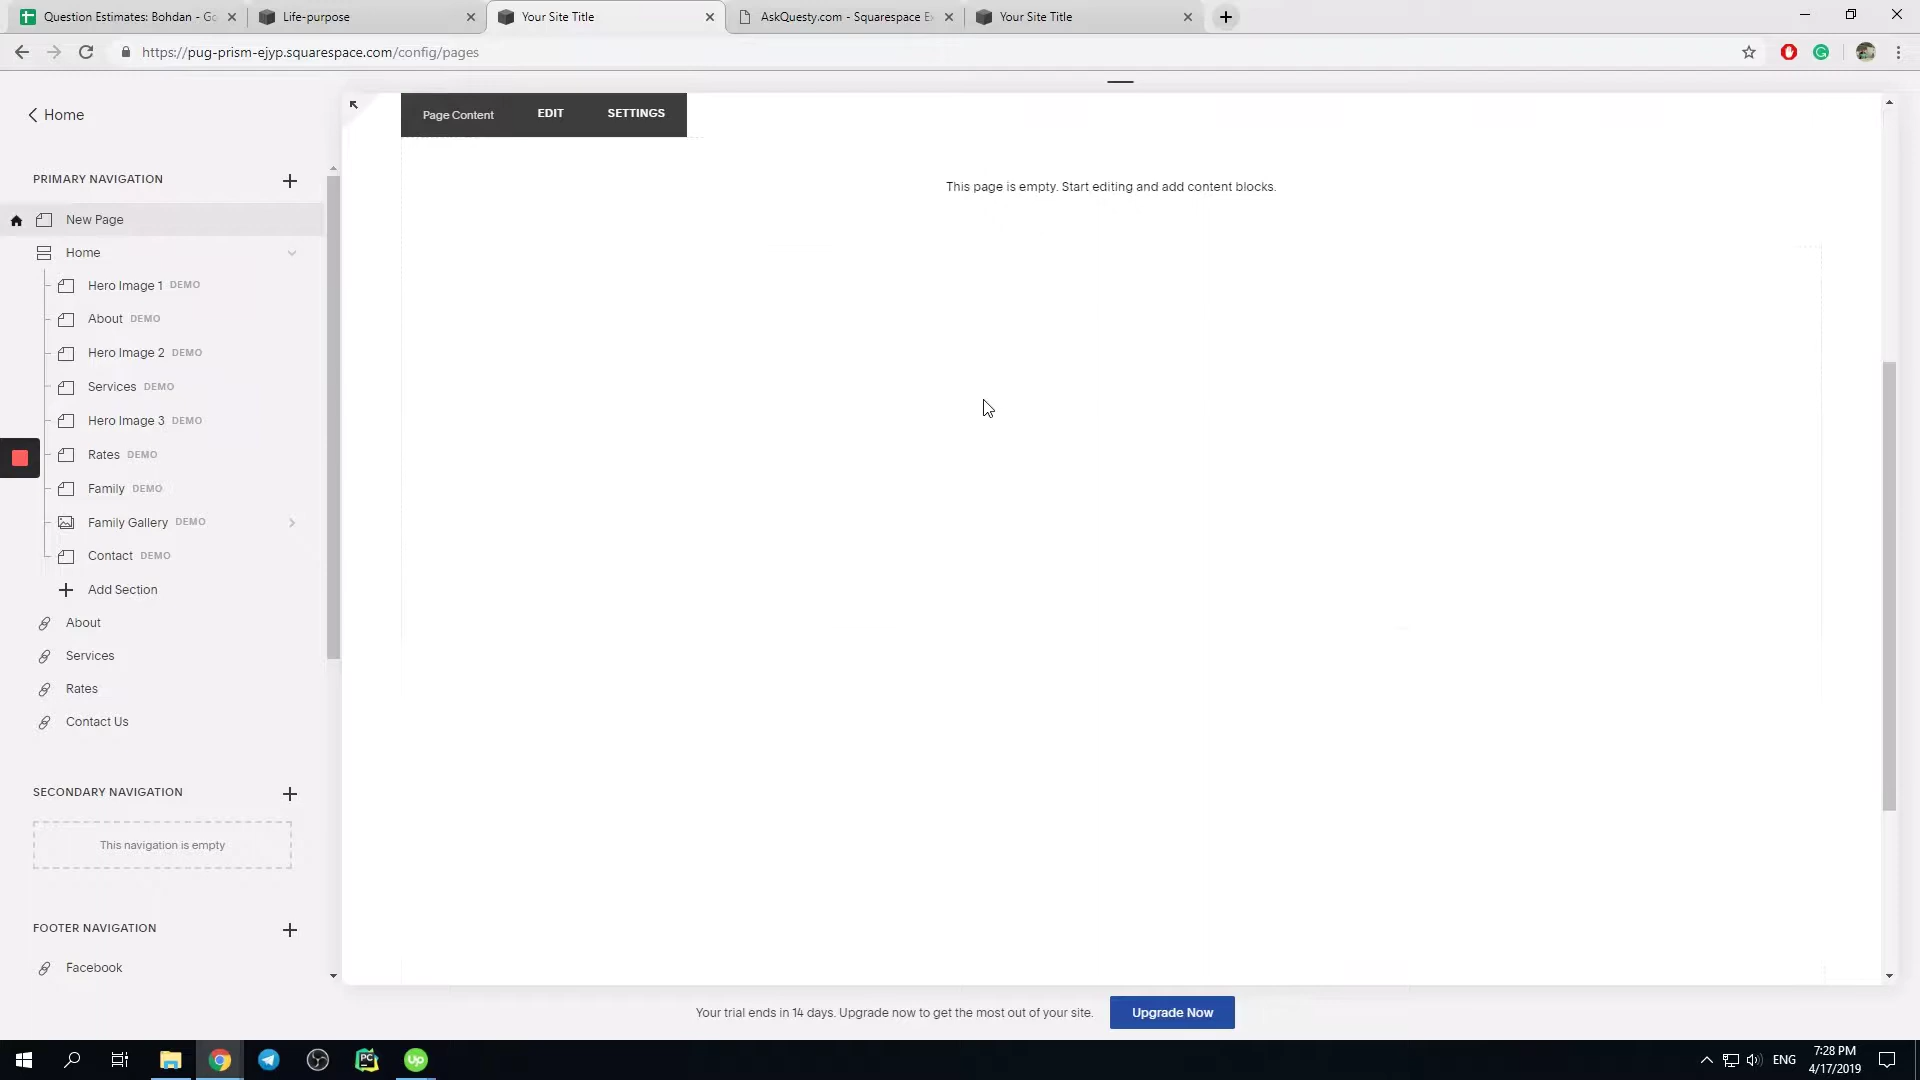 Question Estimates: Bohdan - Go
Life-purpose
Your Site Title
AskQuesty.com - Squarespace E
Your Site Title
https://pug-prism-ejyp.squarespace.com/config/pages
Home
Page Content EDIT SETTINGS
PRIMARY NAVIGATION
This page is empty. Start editing and add content blocks.
New Page
Home
Hero Image 1 DEMO
About DEMO
Hero Image 2 DEMO
Services DEMO
Hero Image 3 DEMO
Rates DEMO
Family DEMO
Family Gallery DEMO
Contact DEMO
Add Section
About
Services
Rates
Contact Us
SECONDARY NAVIGATION
This navigation is empty
FOOTER NAVIGATION
Facebook
Your trial ends in 14 days. Upgrade now to get the most out of your site.
Upgrade Now
PC
Up
ENG
7:28 PM
4/17/2019